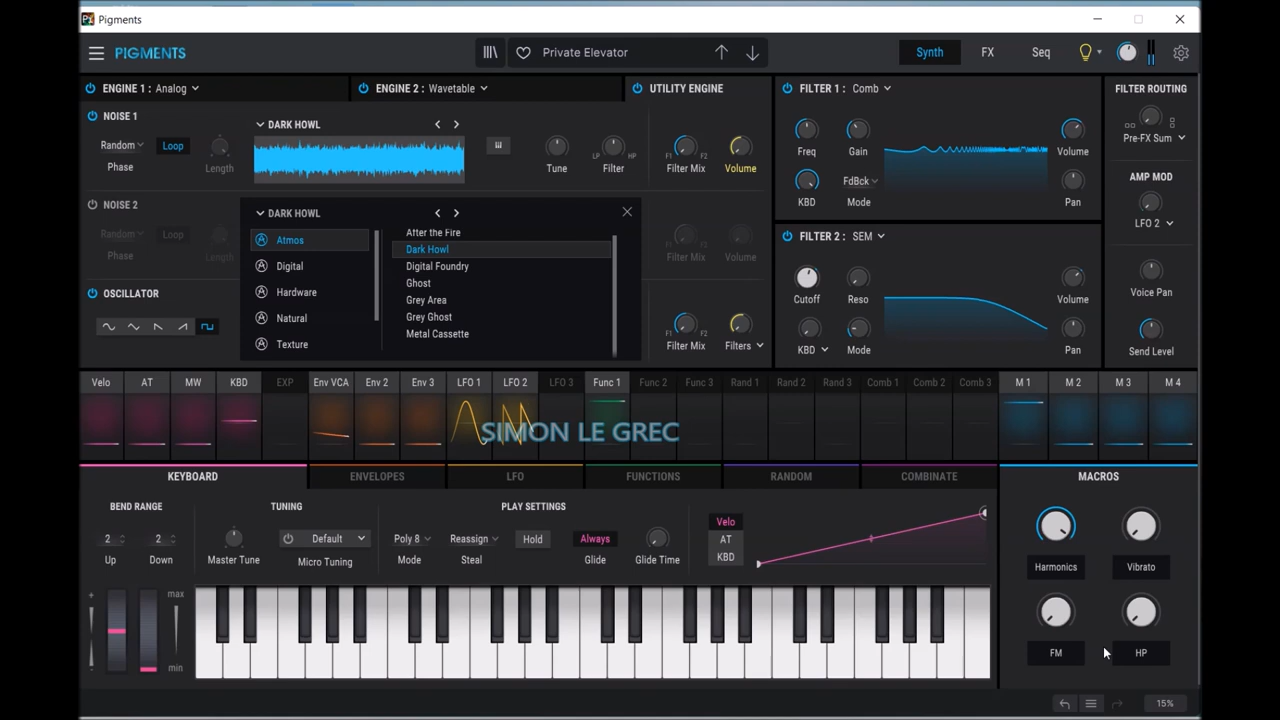 Pigments
PIGMENTS
Private Elevator
Synth
FX
Seq
ENGINE 1 : Analog
ENGINE 2 : Wavetable
UTILITY ENGINE
FILTER 1 : Comb
FILTER ROUTING
NOISE 1
Random
Loop
Phase
Length
DARK HOWL
Tune
LP
HP
Filter
F1
F2
Filter Mix
Volume
Freq
Gain
Volume
KBD
FdBck
Mode
Pan
Pre-FX Sum
AMP MOD
LFO 2
NOISE 2
Random
Loop
Phase
DARK HOWL
Atmos
Digital
Hardware
Natural
Texture
After the Fire
Dark Howl
Digital Foundry
Ghost
Grey Area
Grey Ghost
Metal Cassette
Filter Mix
Volume
FILTER 2 : SEM
Cutoff
Reso
Volume
KBD
Mode
Pan
Voice Pan
Send Level
OSCILLATOR
F1
F2
Filter Mix
Filters
Velo
AT
MW
KBD
EXP
Env VCA
Env 2
Env 3
LFO 1
LFO 2
LFO 3
Func 1
Func 2
Func 3
Rand 1
Rand 2
Rand 3
Comb 1
Comb 2
Comb 3
M 1
M 2
M 3
M 4
SIMON LE GREC
KEYBOARD
ENVELOPES
LFO
FUNCTIONS
RANDOM
COMBINATE
MACROS
BEND RANGE
2
2
Up
Down
TUNING
Master Tune
Default
Micro Tuning
PLAY SETTINGS
Poly 8
Mode
Reassign
Steal
Hold
Always
Glide
Glide Time
Velo
AT
KBD
Harmonics
Vibrato
FM
HP
+
-
max
min
15%